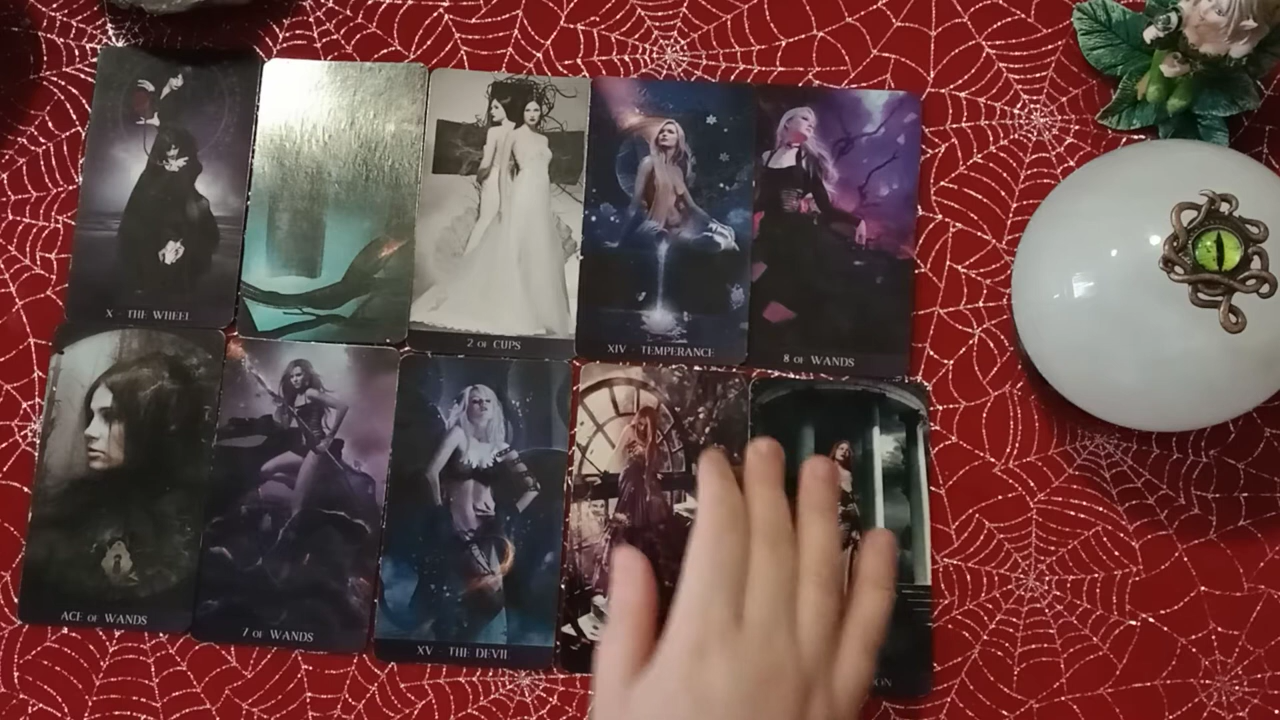 X - THE WHEEL
2 OF CUPS
XIV - TEMPERANCE
8 OF WANDS
ACE OF WANDS
7 OF WANDS
XV - THE DEVIL